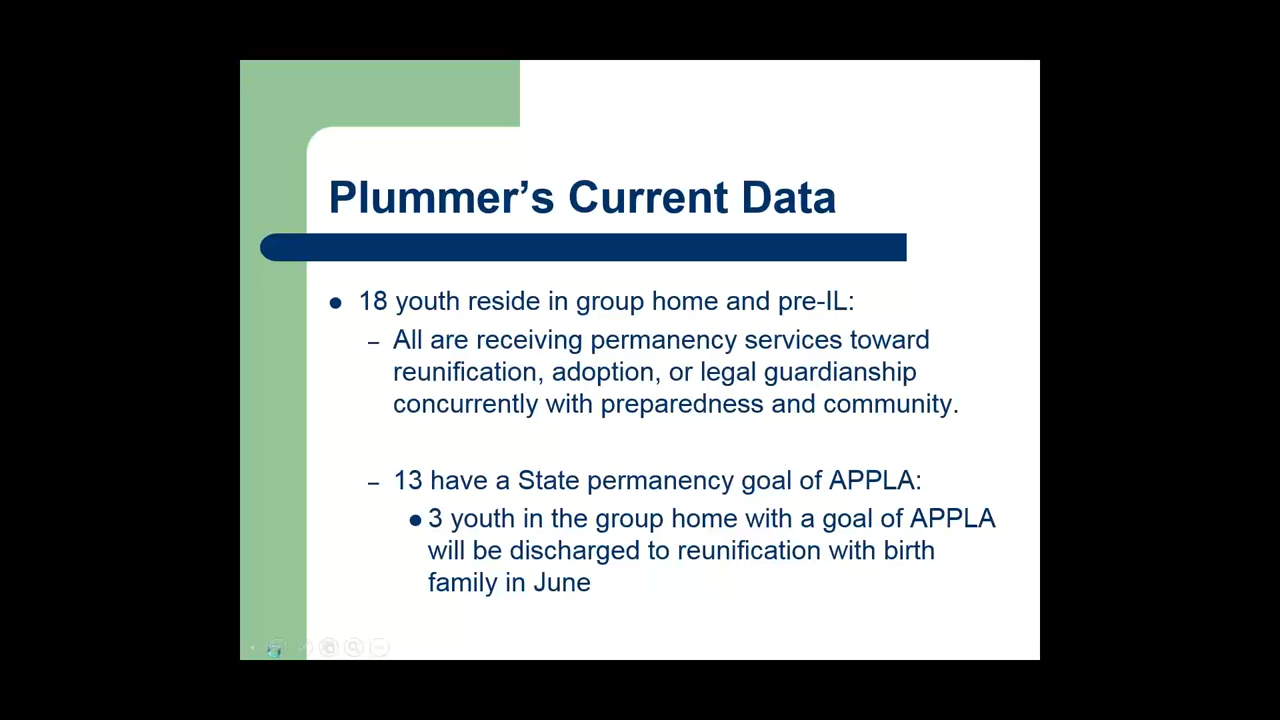 Plummer’s Current Data
● 18 youth reside in group home and pre-IL:
– All are receiving permanency services toward
reunification, adoption, or legal guardianship
concurrently with preparedness and community.
– 13 have a State permanency goal of APPLA:
● 3 youth in the group home with a goal of APPLA
will be discharged to reunification with birth
family in June